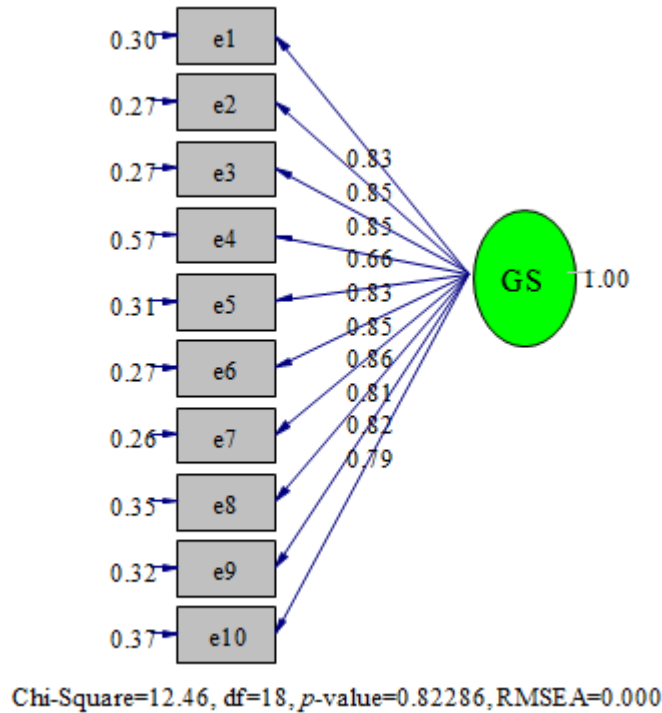 0.30 e1
0.27 e2
0.83
0.27 e3
0.85
0.85
0.57 e4
0.66
GS 1.00
0.31 e5
0.83
0.85
0.27 e6
0.86
0.81
0.26 e7
0.82
0.79
0.35 e8
0.32 e9
0.37 e10
Chi-Square=12.46, df=18, p-value=0.82286, RMSEA=0.000